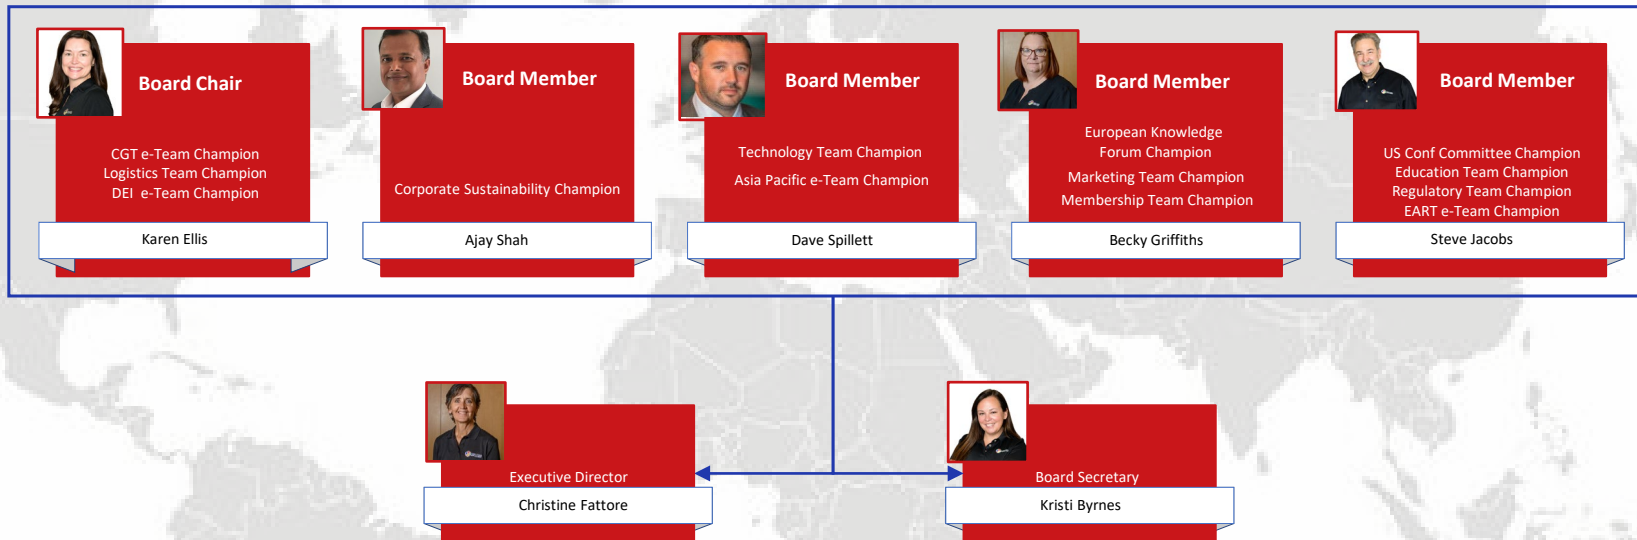 Board Chair
CGT e-Team Champion
Logistics Team Champion
DEI e-Team Champion
Karen Ellis
Board Member
Corporate Sustainability Champion
Ajay Shah
Board Member
Technology Team Champion
Asia Pacific e-Team Champion
Dave Spillett
Board Member
European Knowledge
Forum Champion
Marketing Team Champion
Membership Team Champion
Becky Griffiths
Board Member
US Conf Committee Champion
Education Team Champion
Regulatory Team Champion
EART e-Team Champion
Steve Jacobs
Executive Director
Christine Fattore
Board Secretary
Kristi Byrnes